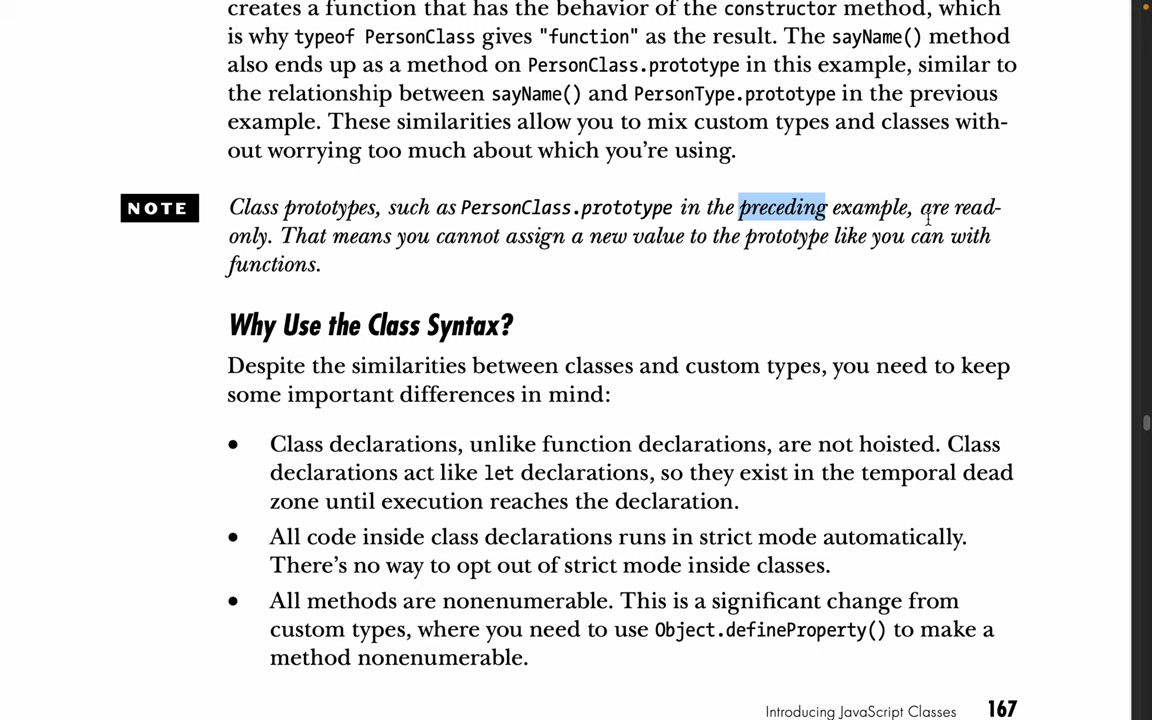 creates a function that has the behavior of the constructor method, which
is why typeof PersonClass gives "function" as the result. The sayName() method
also ends up as a method on PersonClass.prototype in this example, similar to
the relationship between sayName() and PersonType.prototype in the previous
example. These similarities allow you to mix custom types and classes with-
out worrying too much about which you're using.
NOTE Class prototypes, such as PersonClass.prototype in the preceding example, are read-
only. That means you cannot assign a new value to the prototype like you can with
functions.
Why Use the Class Syntax?
Despite the similarities between classes and custom types, you need to keep
some important differences in mind:
• Class declarations, unlike function declarations, are not hoisted. Class
declarations act like let declarations, so they exist in the temporal dead
zone until execution reaches the declaration.
• All code inside class declarations runs in strict mode automatically.
There's no way to opt out of strict mode inside classes.
• All methods are nonenumerable. This is a significant change from
custom types, where you need to use Object.defineProperty() to make a
method nonenumerable.
Introducing JavaScript Classes 167